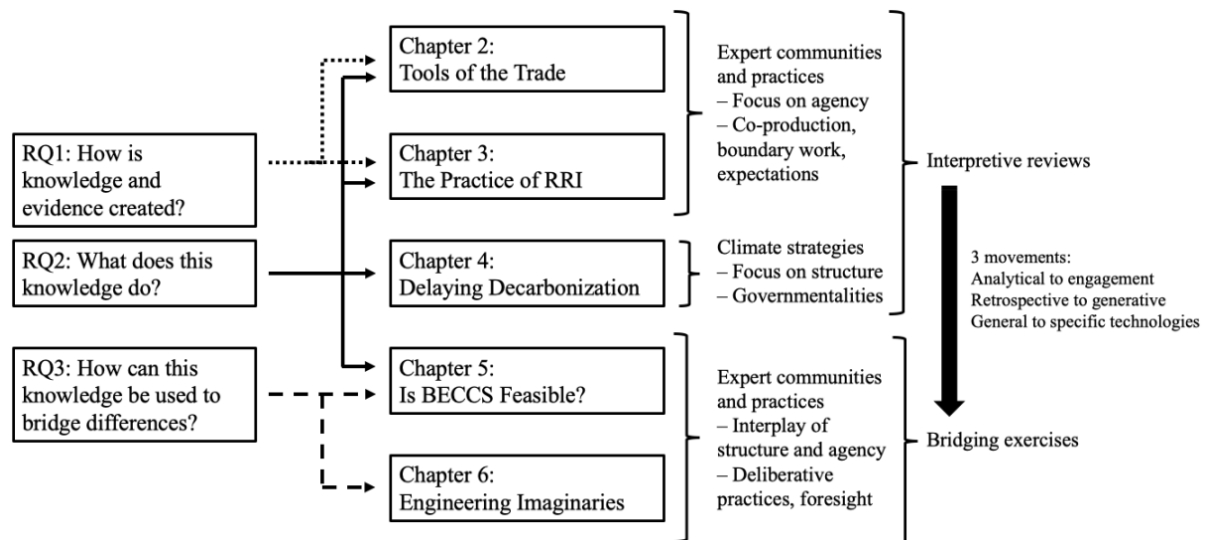 RQ1: How is
knowledge and
evidence created?
RQ2: What does this
knowledge do?
RQ3: How can this
knowledge be used to
bridge differences?
Chapter 2:
Tools of the Trade
Chapter 3:
The Practice of RRI
Chapter 4:
Delaying Decarbonization
Chapter 5:
Is BECCS Feasible?
Chapter 6:
Engineering Imaginaries
Expert communities
and practices
– Focus on agency
– Co-production,
boundary work,
expectations
Climate strategies
– Focus on structure
– Governmentalities
Expert communities
and practices
– Interplay of
structure and agency
– Deliberative
practices, foresight
Interpretive reviews
3 movements:
Analytical to engagement
Retrospective to generative
General to specific technologies
Bridging exercises